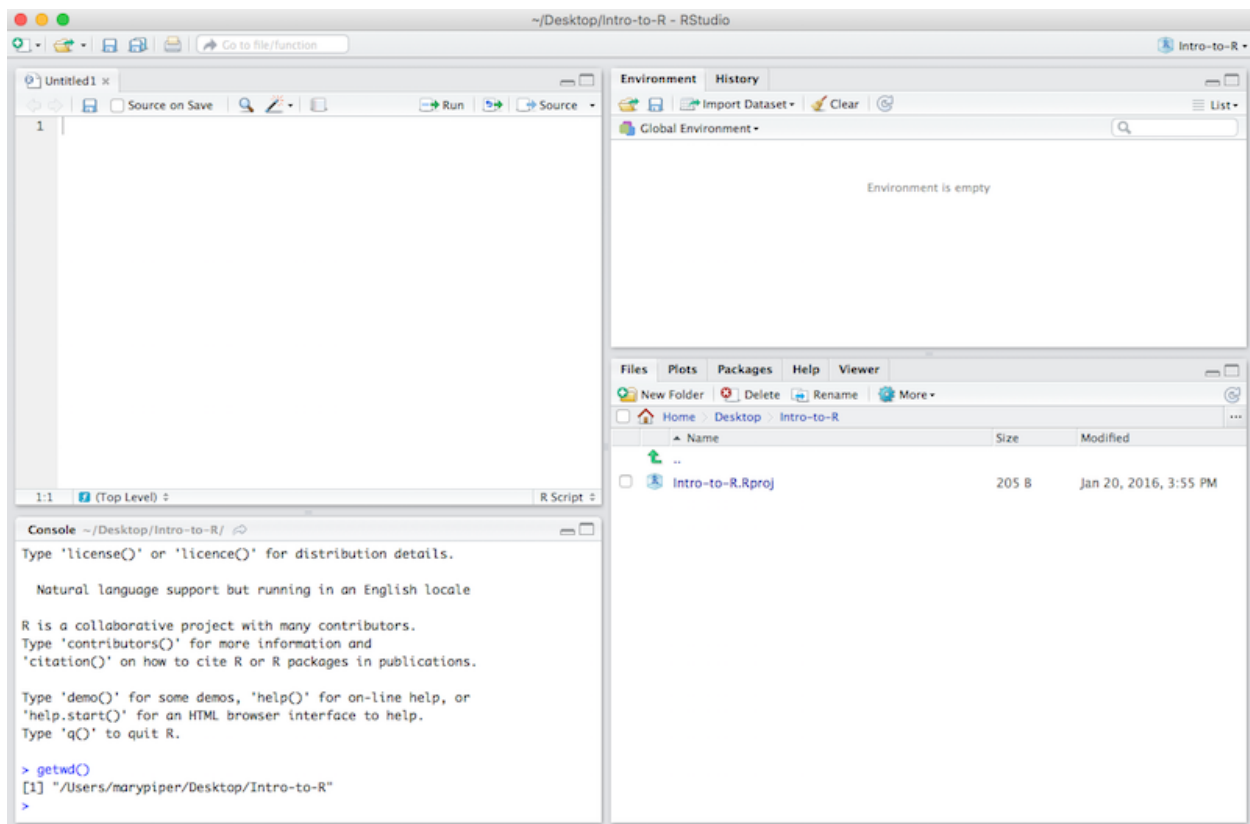 ~/Desktop/Intro-to-R - RStudio
Go to file/function
Intro-to-R
Untitled1
Source on Save
Run
Source
1
1:1
(Top Level)
R Script
Console ~/Desktop/Intro-to-R/
Type 'license()' or 'licence()' for distribution details.
Natural language support but running in an English locale
R is a collaborative project with many contributors.
Type 'contributors()' for more information and
'citation()' on how to cite R or R packages in publications.
Type 'demo()' for some demos, 'help()' for on-line help, or
'help.start()' for an HTML browser interface to help.
Type 'q()' to quit R.
> getwd()
[1] "/Users/marypiper/Desktop/Intro-to-R"
>
Environment History
Import Dataset Clear
List
Global Environment
Environment is empty
Files Plots Packages Help Viewer
New Folder Delete Rename More
Home Desktop Intro-to-R
Name Size Modified
..
Intro-to-R.Rproj 205 B Jan 20, 2016, 3:55 PM